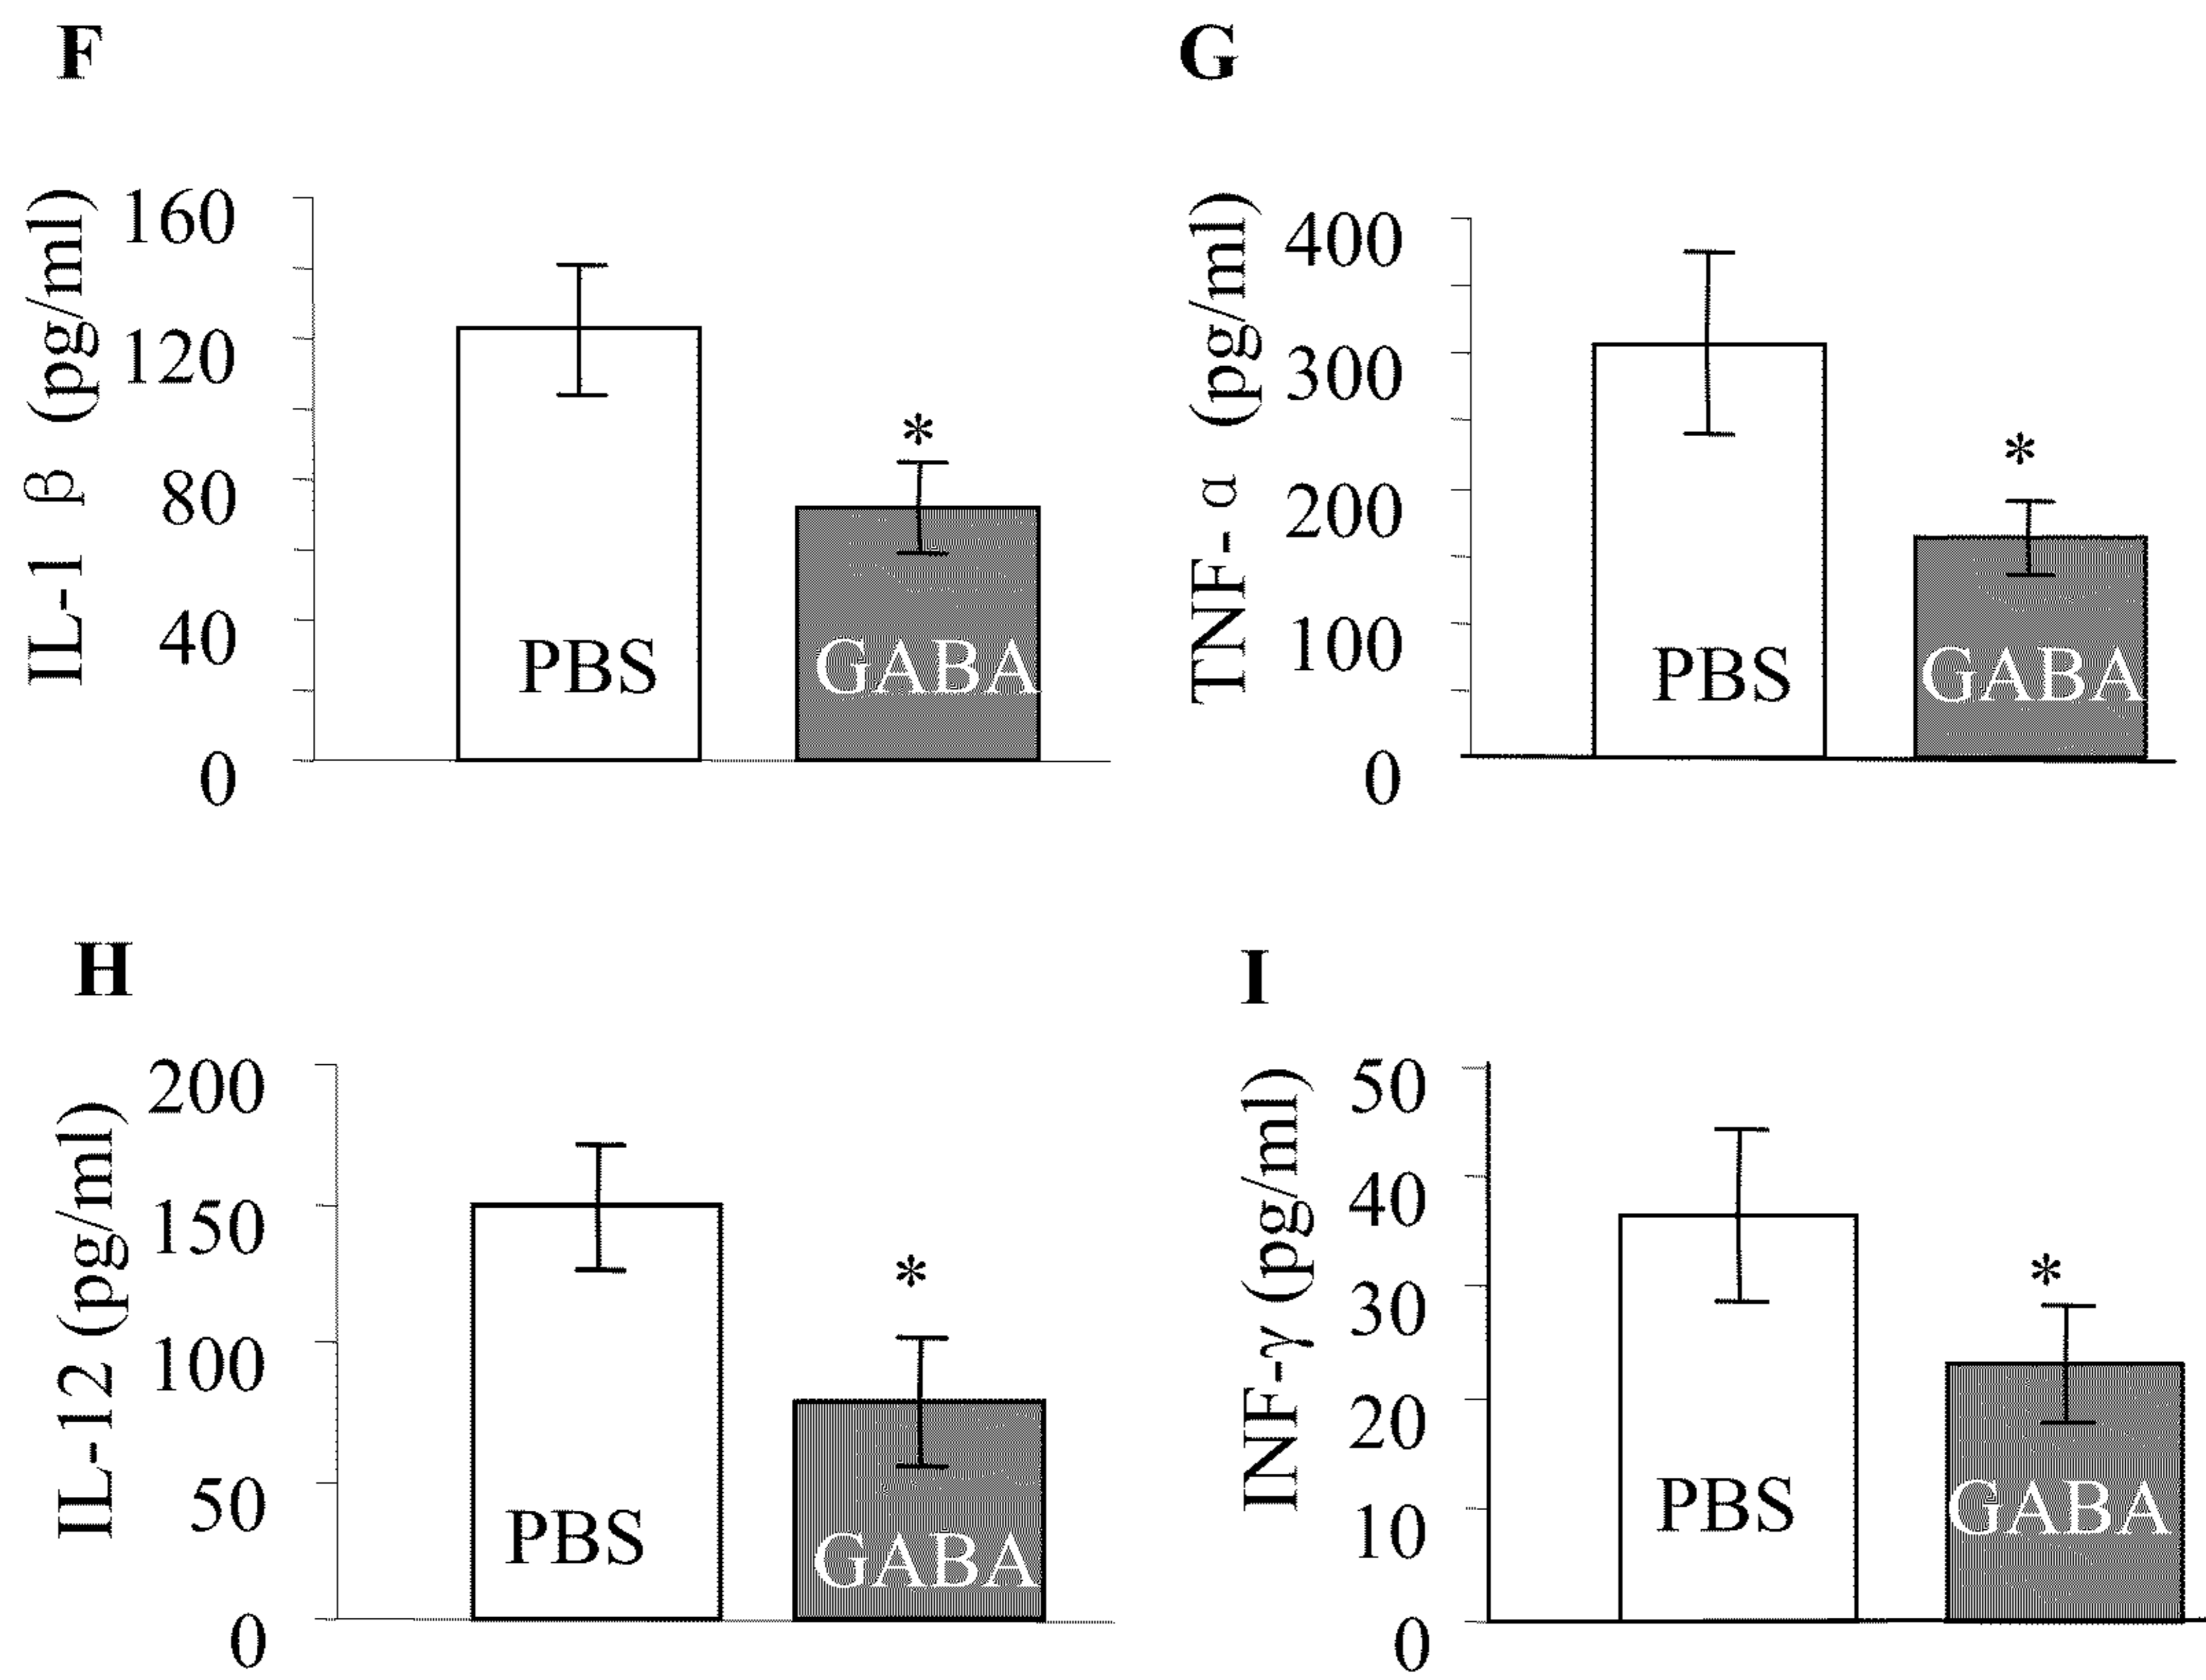 F
IL-1 β (pg/ml)
160
120
80
40
0
PBS
*
GABA
G
TNF-α (pg/ml)
400
300
200
100
0
PBS
*
GABA
H
IL-12 (pg/ml)
200
150
100
50
0
PBS
*
GABA
I
INF-γ (pg/ml)
50
40
30
20
10
0
PBS
*
GABA